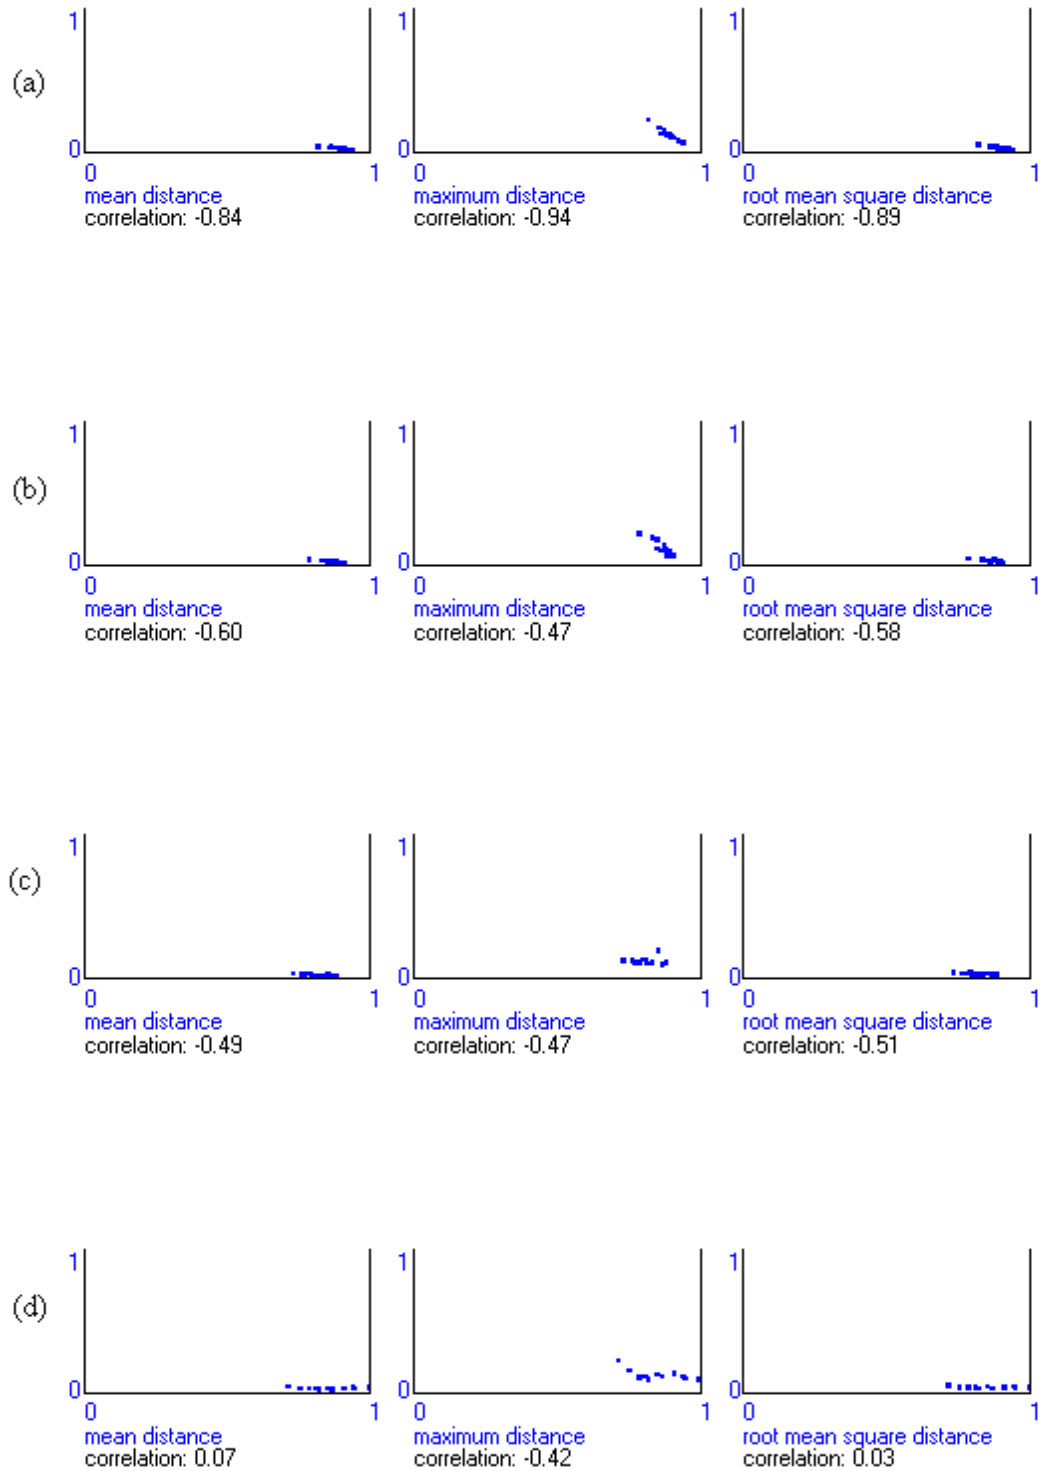 1 1 1
(a)
0 0 0
0 1 0 1 0 1
mean distance maximum distance root mean square distance
correlation: -0.84 correlation: -0.94 correlation: -0.89
1 1 1
(b)
0 0 0
0 1 0 1 0 1
mean distance maximum distance root mean square distance
correlation: -0.60 correlation: -0.47 correlation: -0.58
1 1 1
(c)
0 0 0
0 1 0 1 0 1
mean distance maximum distance root mean square distance
correlation: -0.49 correlation: -0.47 correlation: -0.51
1 1 1
(d)
0 0 0
0 1 0 1 0 1
mean distance maximum distance root mean square distance
correlation: 0.07 correlation: -0.42 correlation: 0.03